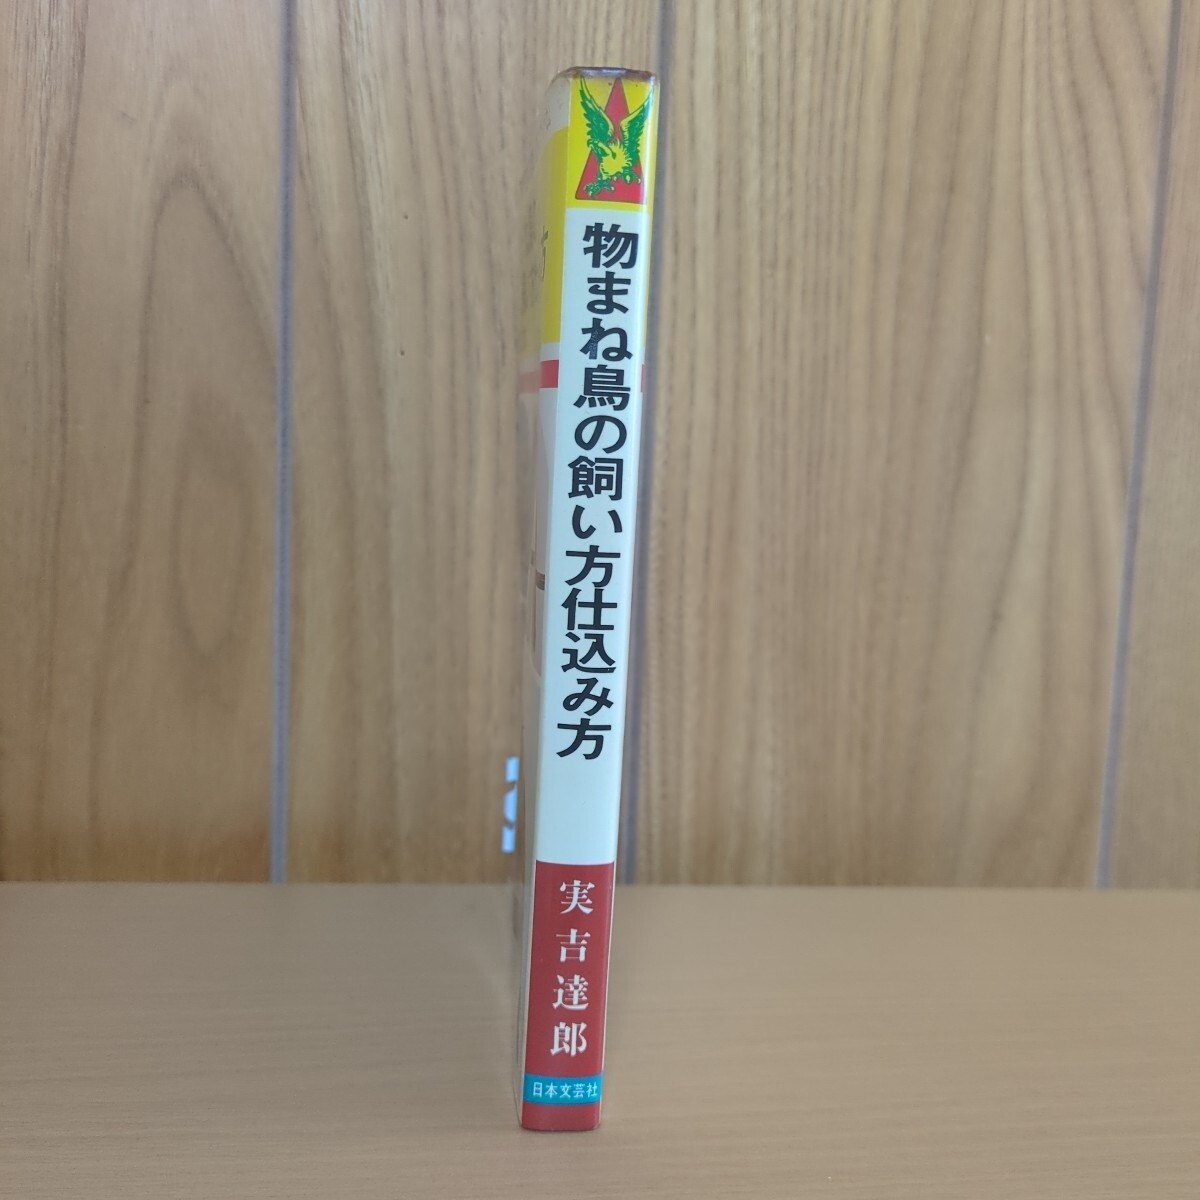 物まね鳥の飼い方仕込み方
実吉達郎
日本文芸社
方